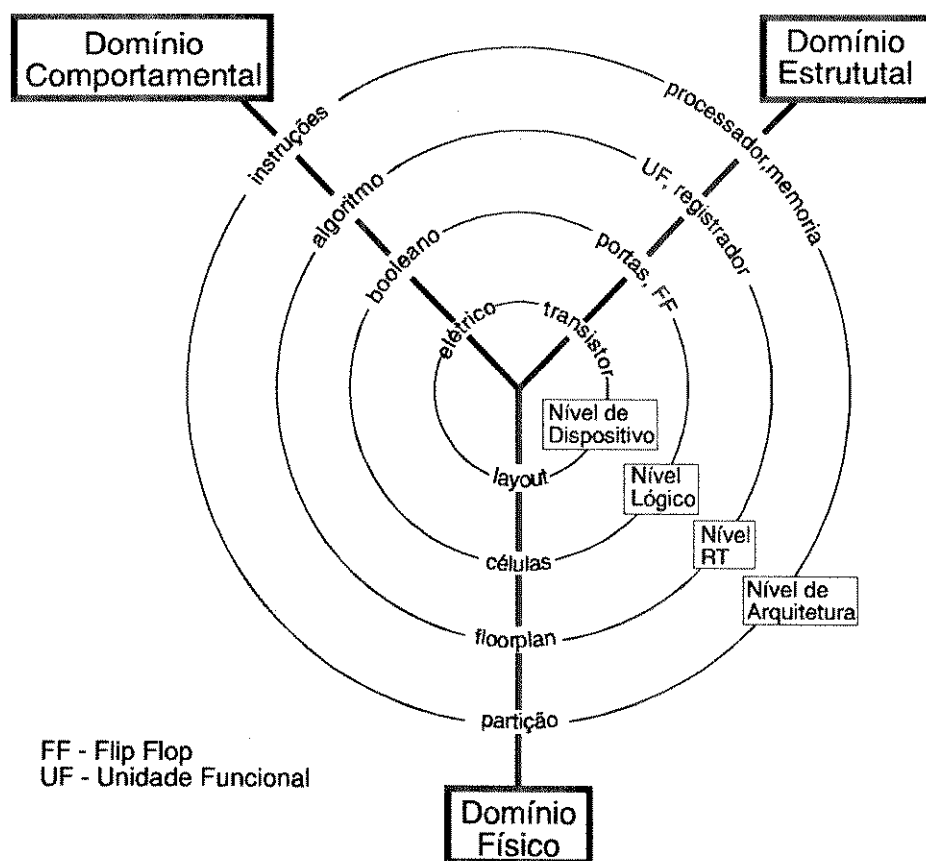 Domínio
Comportamental
Domínio
Estrututal
instruções
processador,memoria
algoritmo
UF, registrador
booleano
portas, FF
elétrico
transistor
Nível de
Dispositivo
layout
Nível
Lógico
células
Nível
RT
Nível de
Arquitetura
floorplan
partição
FF - Flip Flop
UF - Unidade Funcional
Domínio
Físico